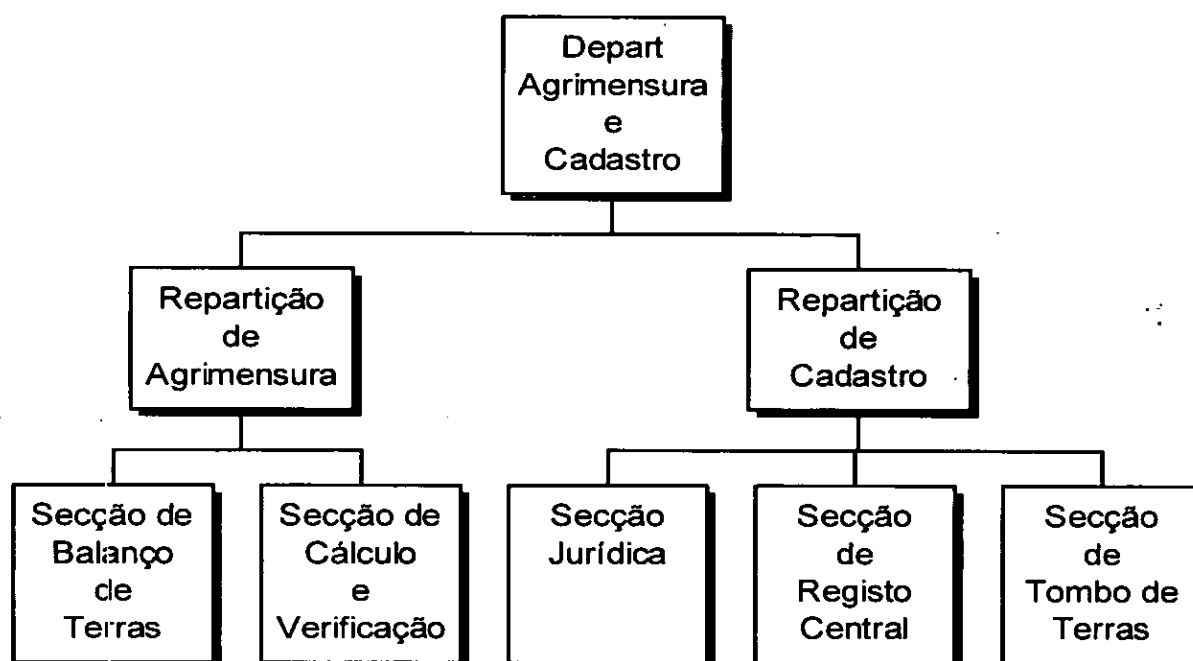 Depart
Agrimensura
e
Cadastro
Repartição
de
Agrimensura
Repartição
de
Cadastro
Secção de
Balanço
de
Terras
Secção de
Cálculo
e
Verificação
Secção
Jurídica
Secção
de
Registo
Central
Secção
de
Tombo de
Terras